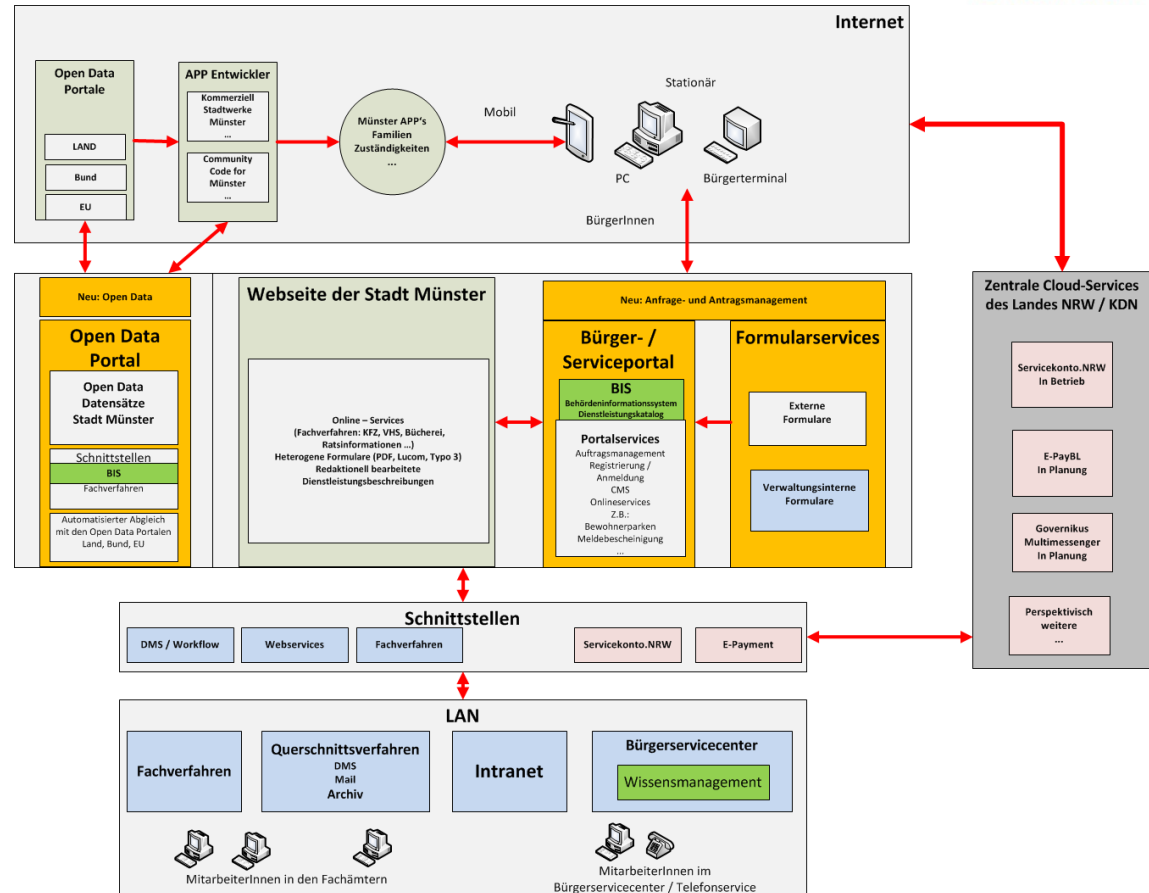 Internet
Open Data
Portale
LAND
Bund
EU
APP Entwickler
Kommerziell
Stadtwerke
Münster
...
Community
Code for
Münster
...
Münster APP's
Familien
Zuständigkeiten
...
Mobil
Stationär
PC
Bürgerterminal
BürgerInnen
Neu: Open Data
Open Data
Portal
Open Data
Datensätze
Stadt Münster
Schnittstellen
BIS
Fachverfahren
Automatisierter Abgleich
mit den Open Data Portalen
Land, Bund, EU
Webseite der Stadt Münster
Online – Services
(Fachverfahren: KFZ, VHS, Bücherei,
Ratsinformationen ...)
Heterogene Formulare (PDF, Lucom, Typo 3)
Redaktionell bearbeitete
Dienstleistungsbeschreibungen
Neu: Anfrage- und Antragsmanagement
Bürger- /
Serviceportal
BIS
Behördeninformationssystem
Dienstleistungskatalog
Portalservices
Auftragsmanagement
Registrierung /
Anmeldung
CMS
Onlineservices
Z.B.:
Bewohnerparken
Meldebescheinigung
...
Formularservices
Externe
Formulare
Verwaltungsinterne
Formulare
Zentrale Cloud-Services
des Landes NRW / KDN
Servicekonto.NRW
In Betrieb
E-PayBL
In Planung
Governikus
Multimessenger
In Planung
Perspektivisch
weitere
...
Schnittstellen
DMS / Workflow
Webservices
Fachverfahren
Servicekonto.NRW
E-Payment
LAN
Fachverfahren
Querschnittsverfahren
DMS
Mail
Archiv
Intranet
Bürgerservicecenter
Wissensmanagement
MitarbeiterInnen in den Fachämtern
MitarbeiterInnen im
Bürgerservicecenter / Telefonservice